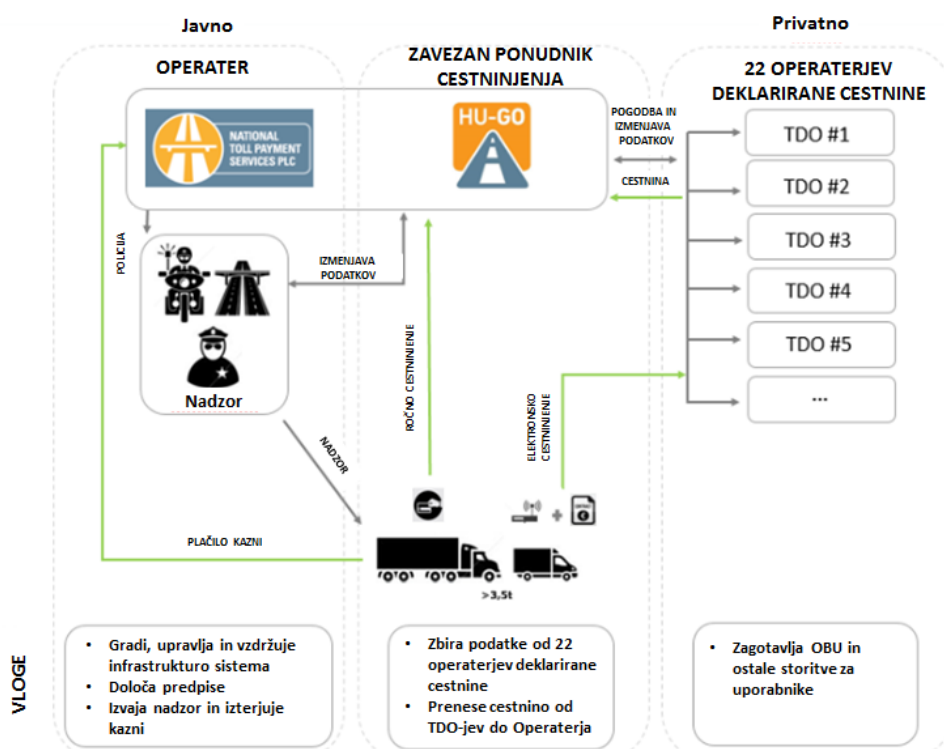 Javno
Privatno
OPERATER
ZAVEZAN PONUDNIK
CESTNINJENJA
22 OPERATERJEV
DEKLARIRANE CESTNINE
NATIONAL
TOLL PAYMENT
SERVICES PLC
HU-GO
POGODBA IN
IZMENJAVA
PODATKOV
CESTNINA
TDO #1
TDO #2
TDO #3
TDO #4
TDO #5
...
POLICIJA
IZMENJAVA
PODATKOV
Nadzor
NADZOR
ROČNO CESTNINJENJE
ELEKTRONSKO
CESTNINJENJE
PLAČILO KAZNI
>3,5t
VLOGE
• Gradi, upravlja in vzdržuje
infrastrukturo sistema
• Določa predpise
• Izvaja nadzor in izterjuje
kazni
• Zbira podatke od 22
operaterjev deklarirane
cestnine
• Prenese cestnino od
TDO-jev do Operaterja
• Zagotavlja OBU in
ostale storitve za
uporabnike